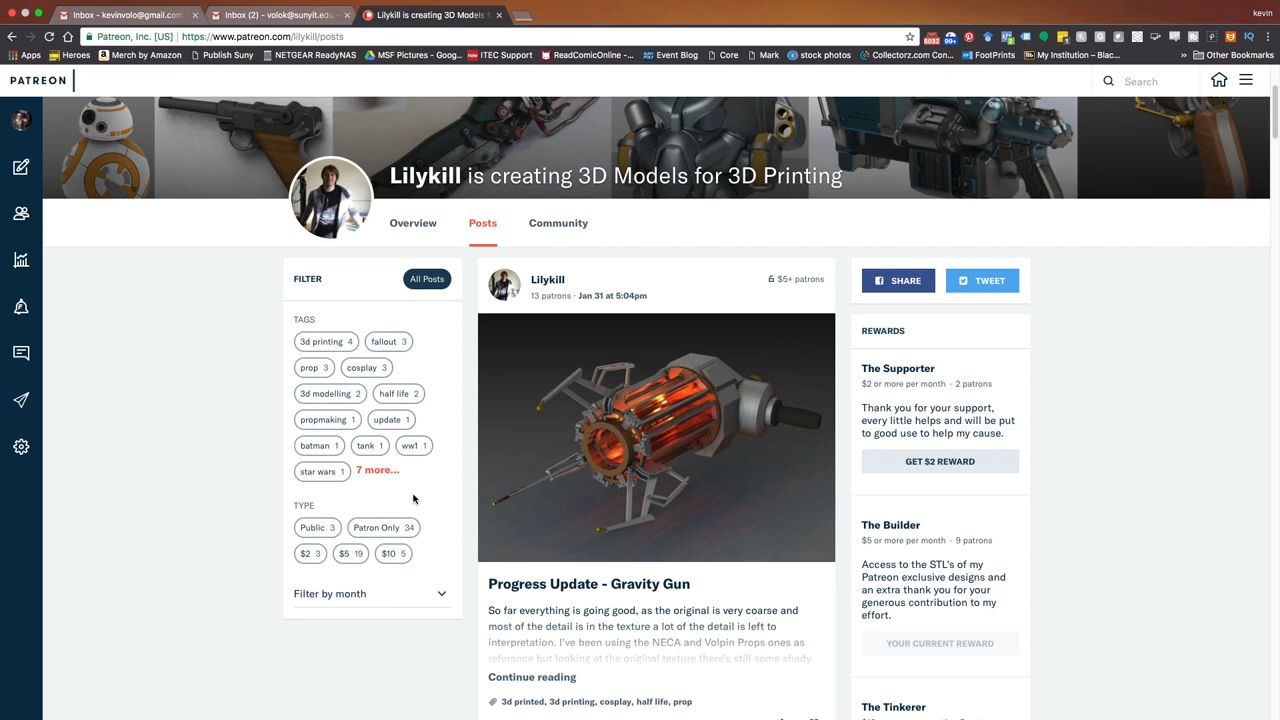 Inbox - kevinvolo@gmail.com
Inbox (2) - volok@sunyit.edu
Lilykill is creating 3D Models
kevin
Patreon, Inc. [US] | https://www.patreon.com/lilykill/posts
Apps Heroes Merch by Amazon Publish Suny NETGEAR ReadyNAS MSF Pictures - Goog... ITEC Support ReadComicOnline -... Event Blog Core Mark stock photos Collectorz.com Con... FootPrints My Institution – Blac... » Other Bookmarks
PATREON
Search
Lilykill is creating 3D Models for 3D Printing
Overview Posts Community
FILTER All Posts
TAGS
3d printing 4 fallout 3
prop 3 cosplay 3
3d modelling 2 half life 2
propmaking 1 update 1
batman 1 tank 1 ww1 1
star wars 1 7 more...
TYPE
Public 3 Patron Only 34
$2 3 $5 19 $10 5
Filter by month
Lilykill
$5+ patrons
13 patrons · Jan 31 at 5:04pm
Progress Update - Gravity Gun
So far everything is going good, as the original is very coarse and
most of the detail is in the texture a lot of the detail is left to
interpretation. I've been using the NECA and Volpin Props ones as
reference but looking at the original texture there's still some shady
Continue reading
3d printed, 3d printing, cosplay, half life, prop
SHARE TWEET
REWARDS
The Supporter
$2 or more per month · 2 patrons
Thank you for your support,
every little helps and will be put
to good use to help my cause.
GET $2 REWARD
The Builder
$5 or more per month · 9 patrons
Access to the STL's of my
Patreon exclusive designs and
an extra thank you for your
generous contribution to my
effort.
YOUR CURRENT REWARD
The Tinkerer